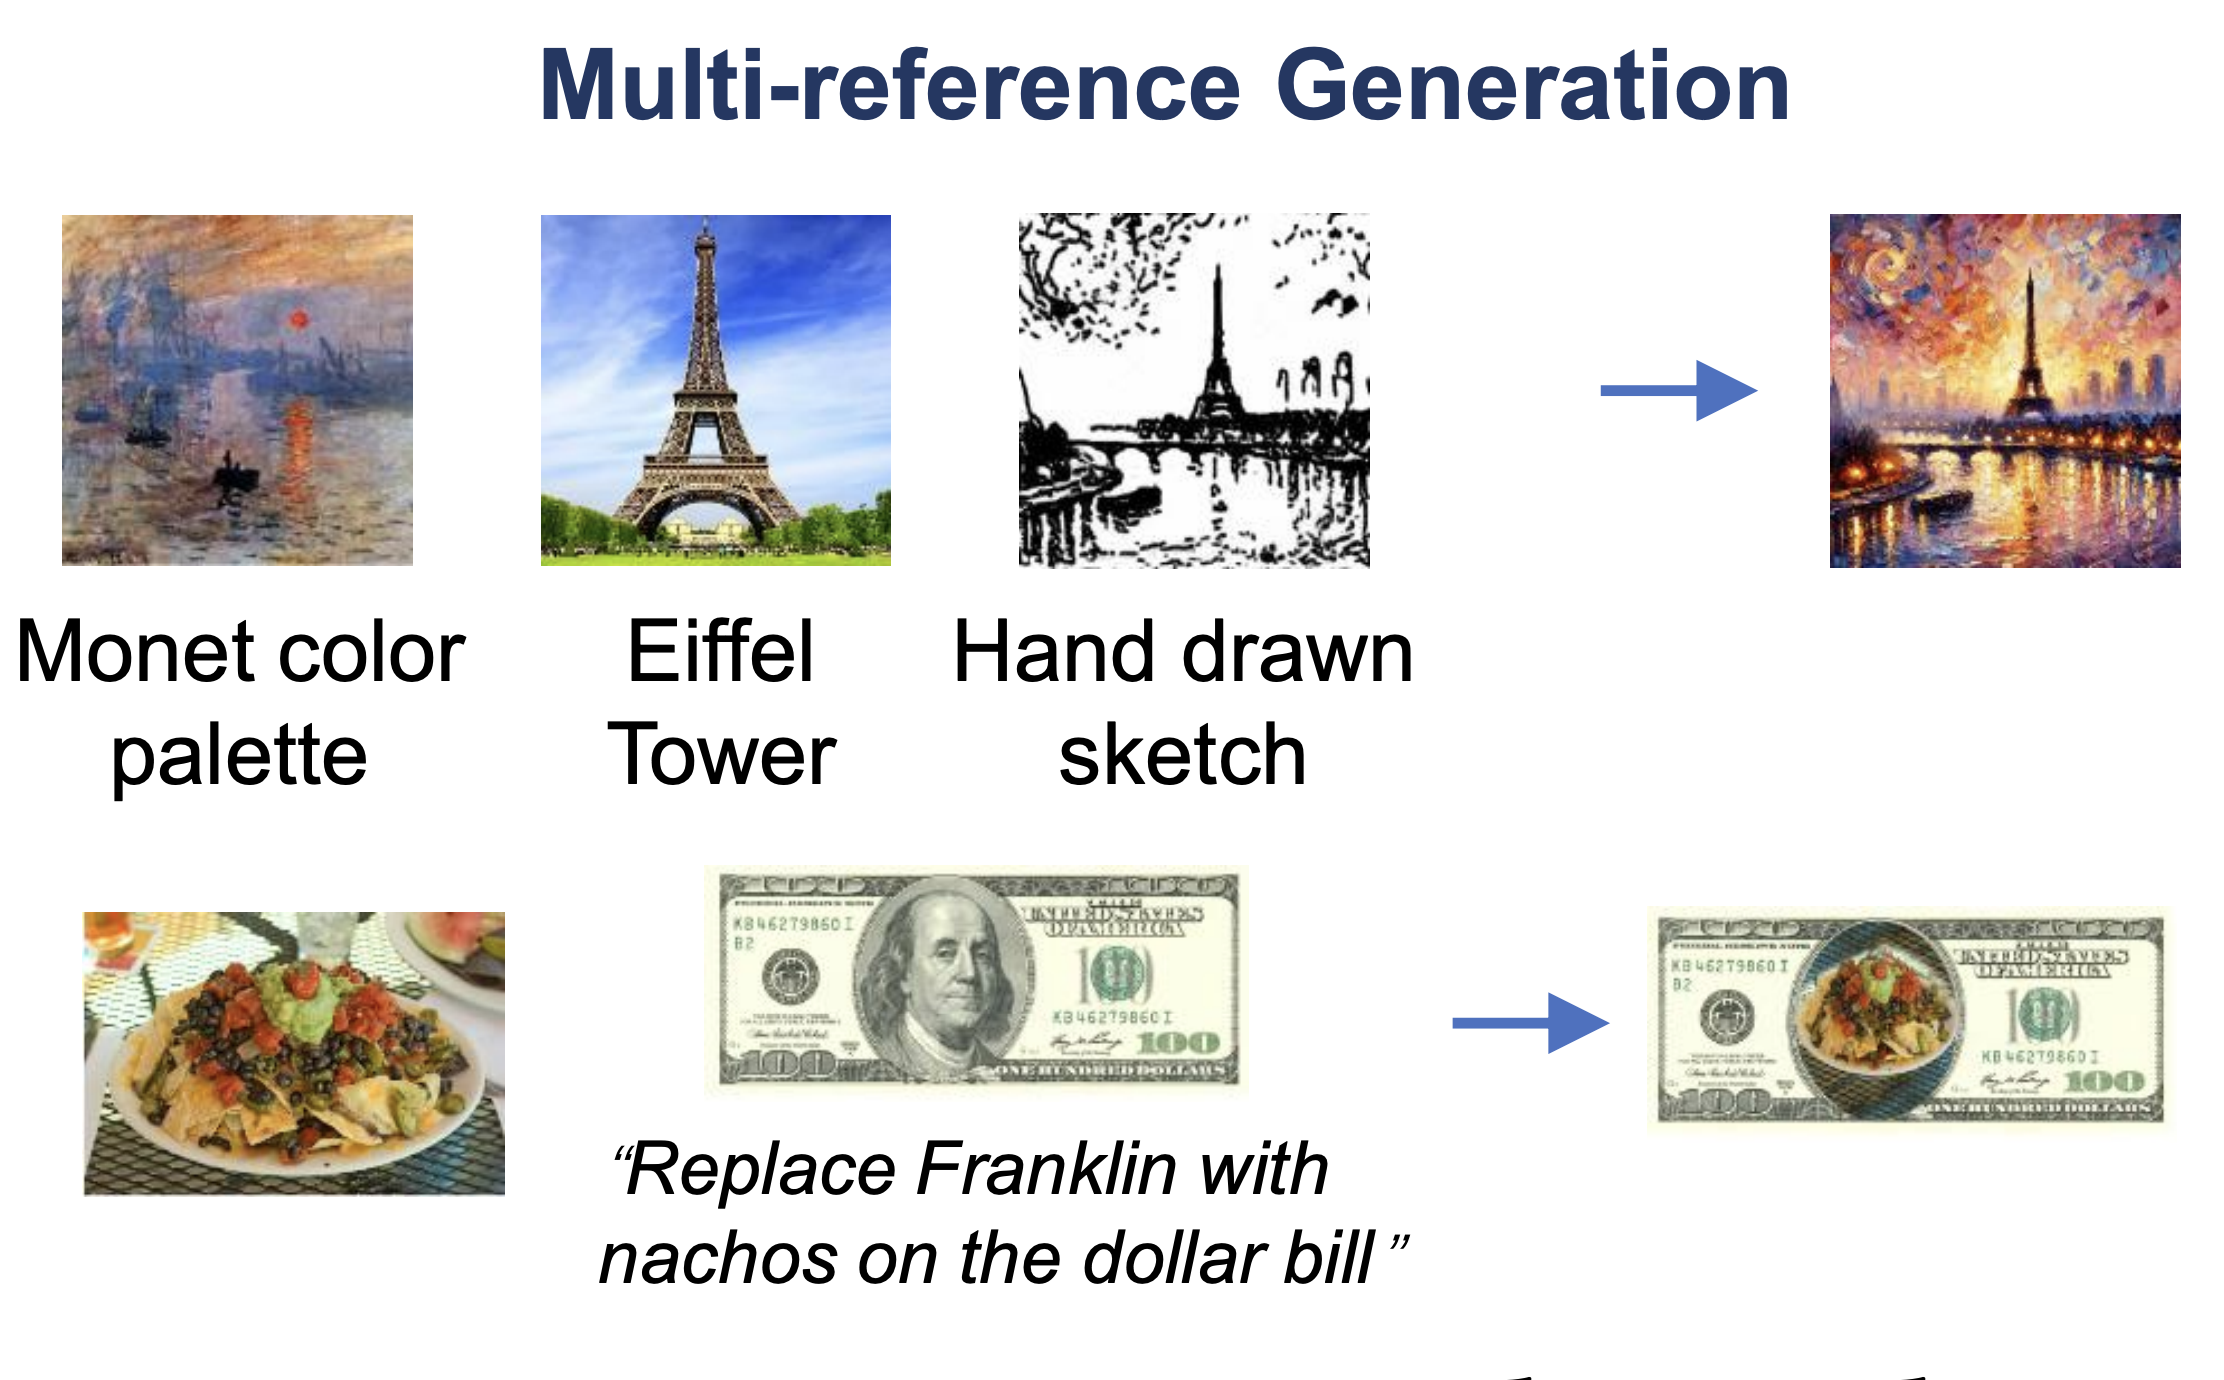 Multi-reference Generation
Monet color
palette
Eiffel
Tower
Hand drawn
sketch
KB46279860I
B2
UNITED STATES
OF AMERICA
KB46279860I
100
100
ONE HUNDRED DOLLARS
KB46279860I
B2
UNITED STATES
OF AMERICA
KB46279860I
100
100
ONE HUNDRED DOLLARS
“Replace Franklin with
nachos on the dollar bill”